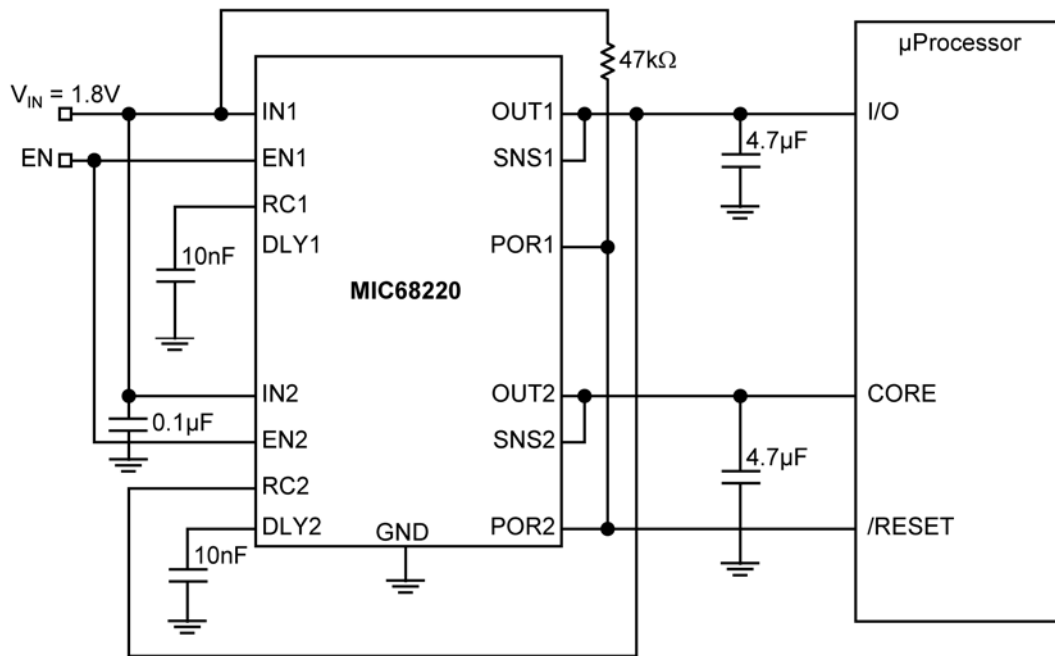 µProcessor
47kΩ
V_IN = 1.8V
IN1
OUT1
I/O
4.7µF
EN
EN1
SNS1
RC1
DLY1
POR1
10nF
MIC68220
IN2
OUT2
CORE
0.1µF
EN2
SNS2
4.7µF
RC2
DLY2
GND
POR2
/RESET
10nF